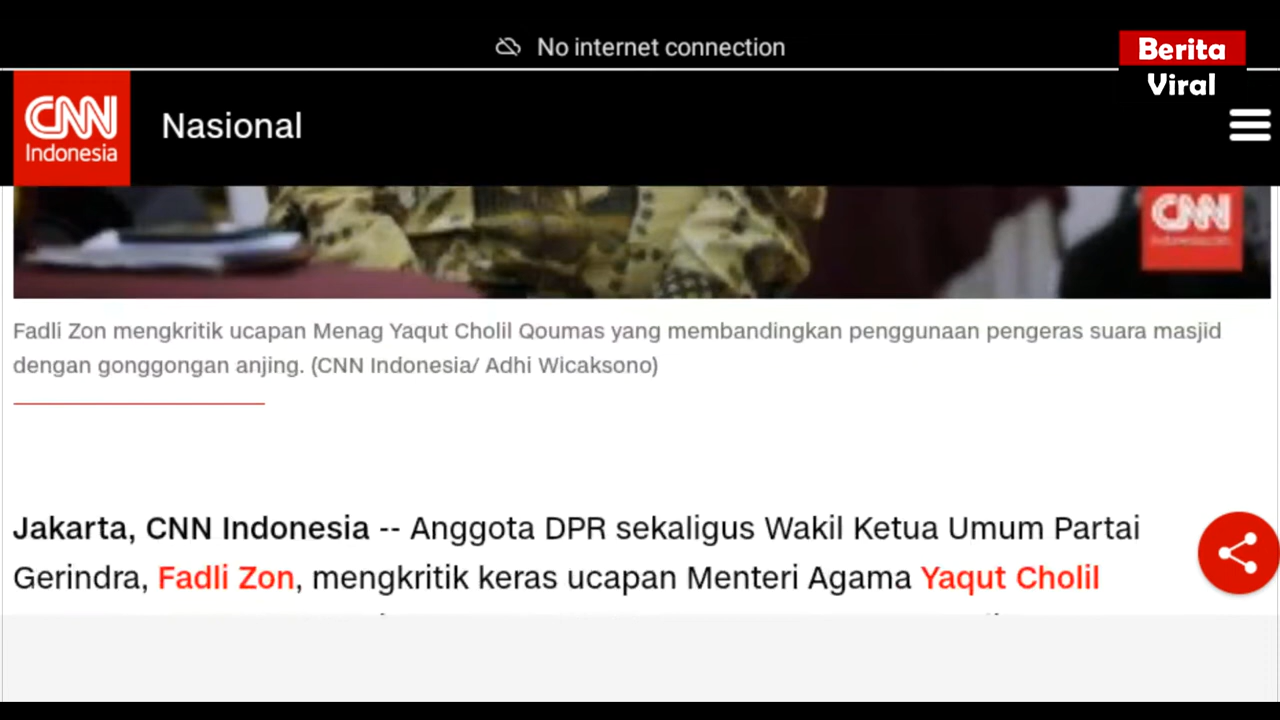 No internet connection
Berita
Viral
CNN
Indonesia
Nasional
CNN
Fadli Zon mengkritik ucapan Menag Yaqut Cholil Qoumas yang membandingkan penggunaan pengeras suara masjid
dengan gonggongan anjing. (CNN Indonesia/ Adhi Wicaksono)
Jakarta, CNN Indonesia -- Anggota DPR sekaligus Wakil Ketua Umum Partai
Gerindra, Fadli Zon, mengkritik keras ucapan Menteri Agama Yaqut Cholil